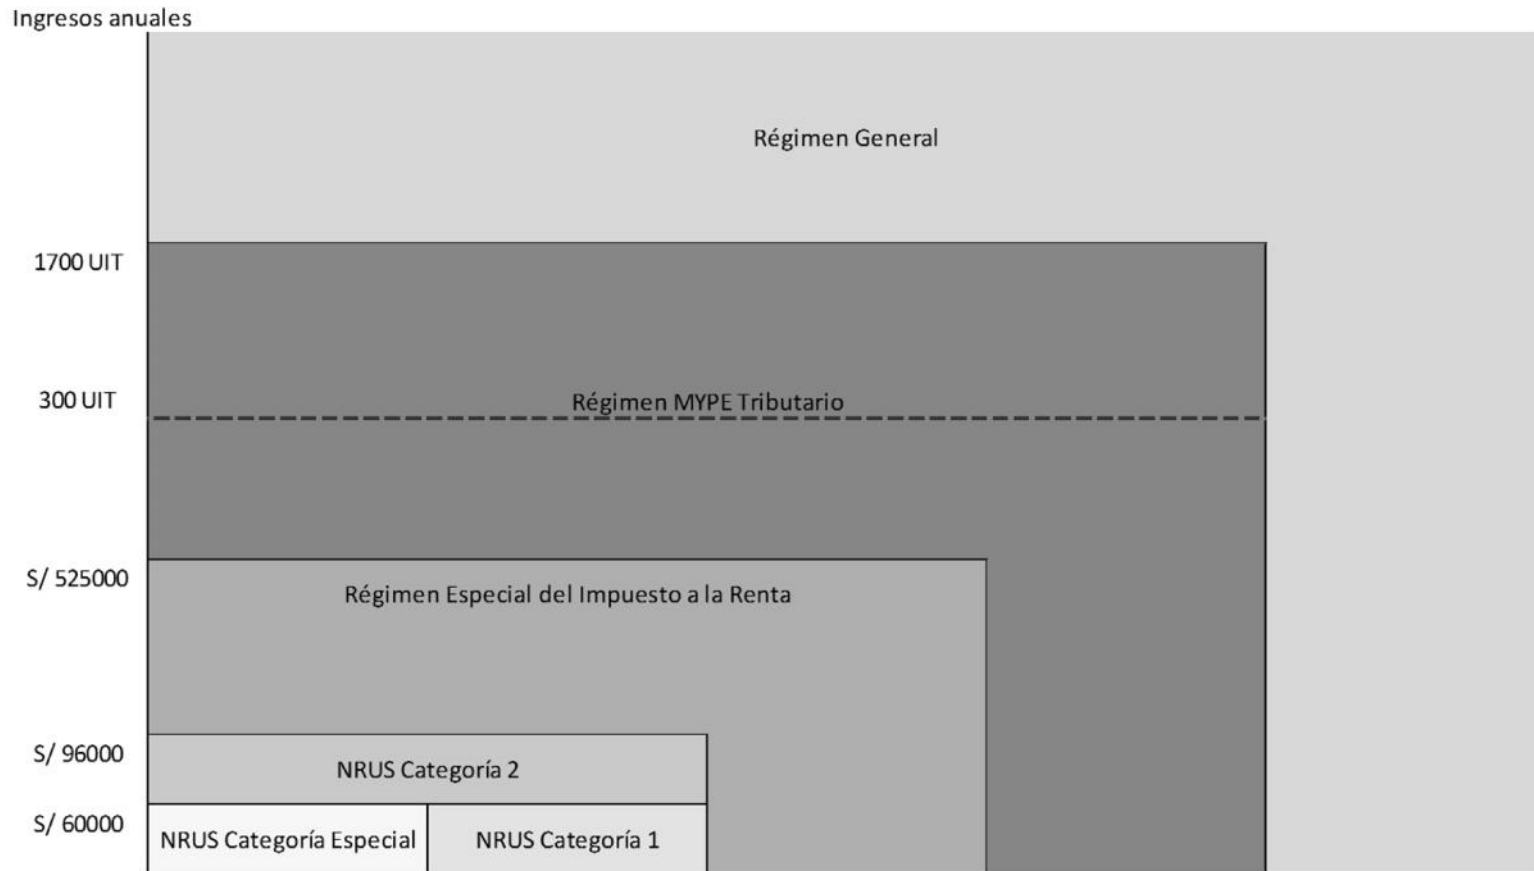 Ingresos anuales
Régimen General
1700 UIT
300 UIT
Régimen MYPE Tributario
S/ 525000
Régimen Especial del Impuesto a la Renta
S/ 96000
NRUS Categoría 2
S/ 60000
NRUS Categoría Especial
NRUS Categoría 1